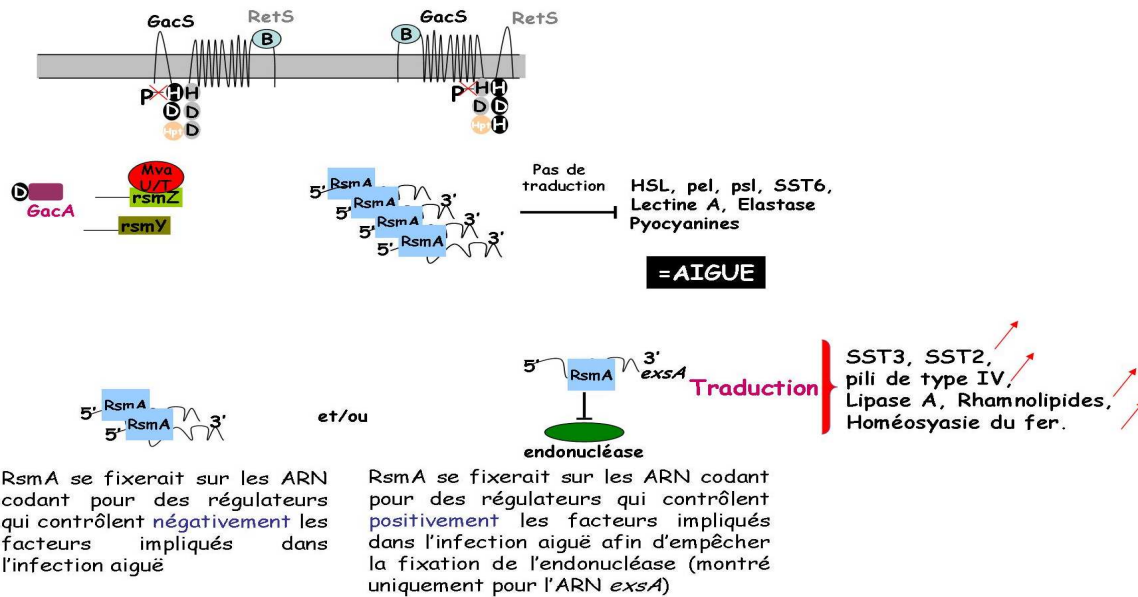 GacS RetS
B
P H H
D D
Hpt D
GacS RetS
B
P H H
D D
Hpt H
D GacA
Mva
U/T
rsmZ
rsmY
5’ RsmA
RsmA 3’
RsmA 3’
5’ RsmA 3’
Pas de
traduction
HSL, pel, psl, SST6,
Lectine A, Elastase
Pyocyanines
=AIGUE
5’ RsmA
RsmA 3’
et/ou
5’ RsmA 3’ exsA
endonucléase
Traduction
SST3, SST2,
pili de type IV,
Lipase A, Rhamnolipides,
Homéosyasie du fer.
RsmA se fixerait sur les ARN
codant pour des régulateurs
qui contrôlent négativement les
facteurs impliqués dans
l’infection aiguë
RsmA se fixerait sur les ARN codant
pour des régulateurs qui contrôlent
positivement les facteurs impliqués
dans l’infection aiguë afin d’empêcher
la fixation de l’endonucléase (montré
uniquement pour l’ARN exsA)